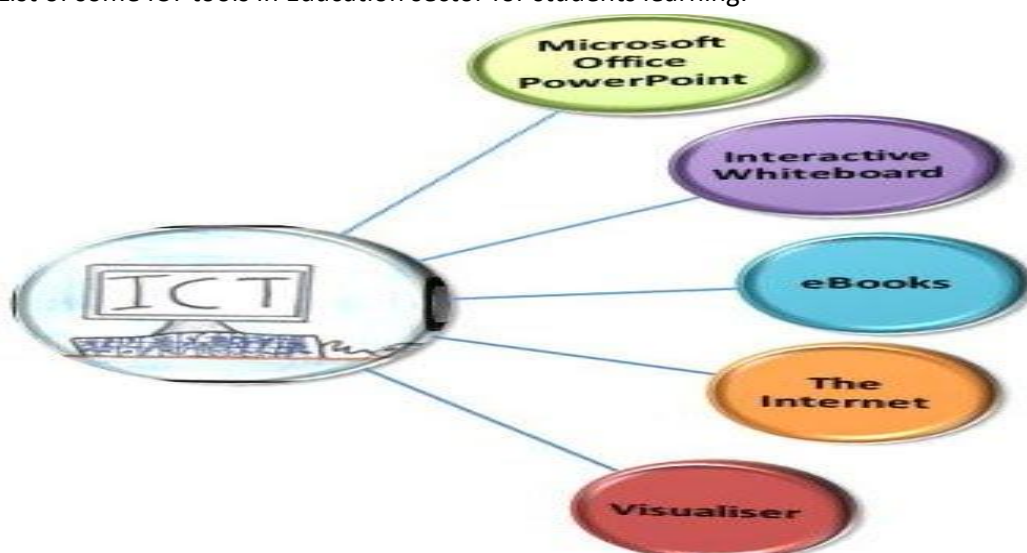 List of some ICT tools in Education sector for students learning.
ICT
Microsoft
Office
PowerPoint
Interactive
Whiteboard
eBooks
The
Internet
Visualiser